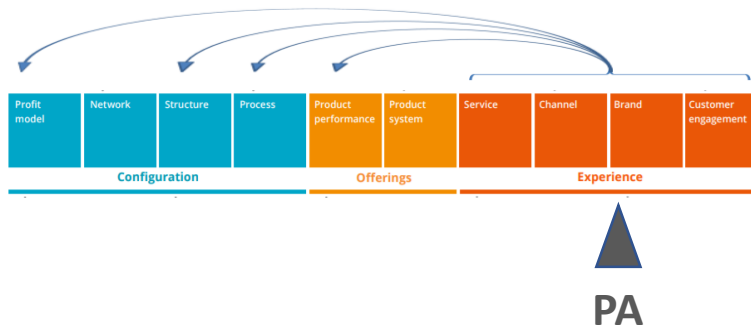 Profit
model
Network
Structure
Process
Product
performance
Product
system
Service
Channel
Brand
Customer
engagement
Configuration
Offerings
Experience
PA